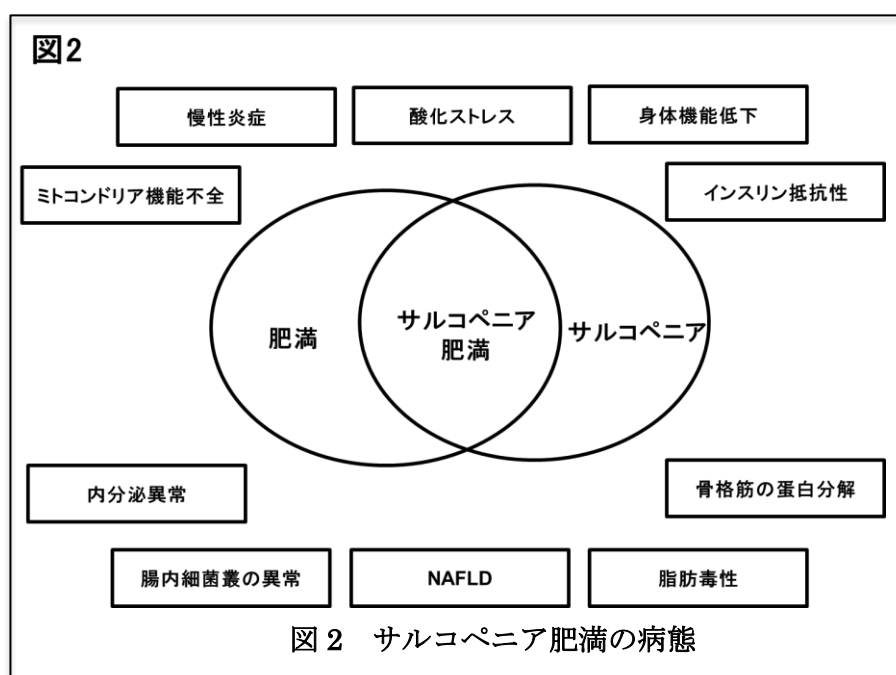 図2
慢性炎症
酸化ストレス
身体機能低下
ミトコンドリア機能不全
インスリン抵抗性
肥満
サルコペニア
肥満
サルコペニア
内分泌異常
骨格筋の蛋白分解
腸内細菌叢の異常
NAFLD
脂肪毒性
図2　サルコペニア肥満の病態